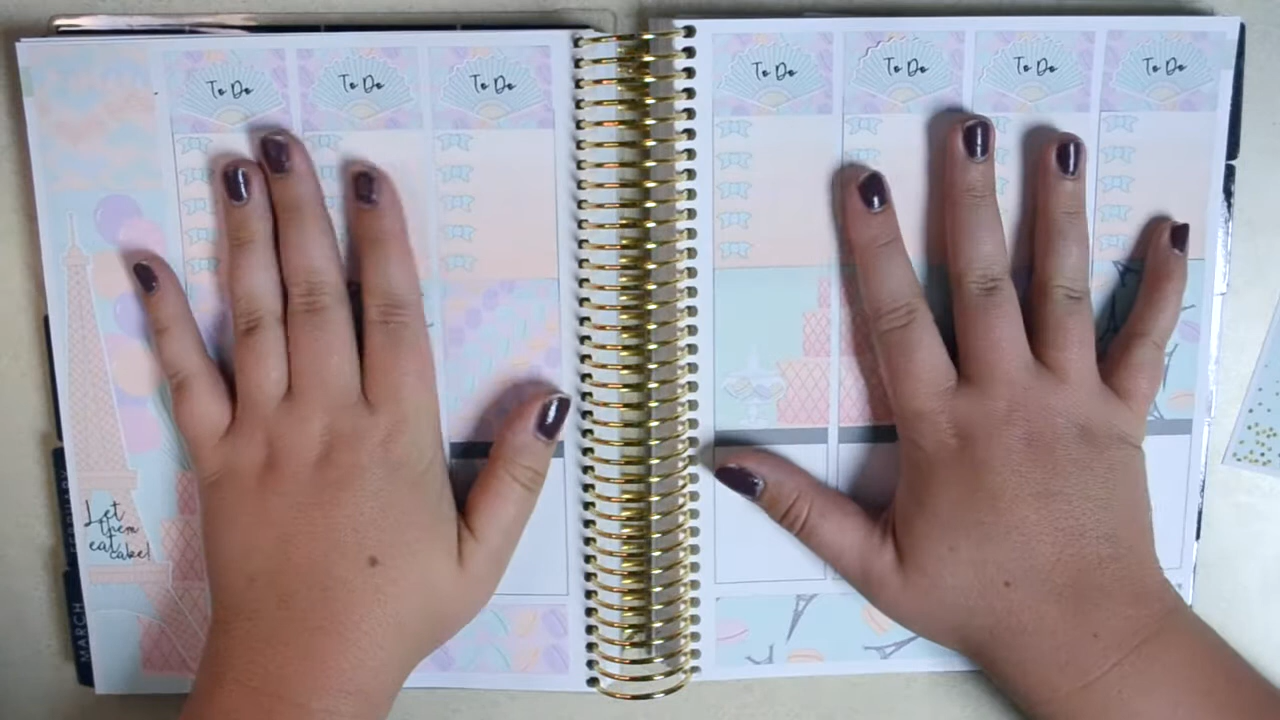 To Do
To Do
To Do
To Do
To Do
To Do
To Do
Let
them
eat
cake!
FEBRUARY
MARCH